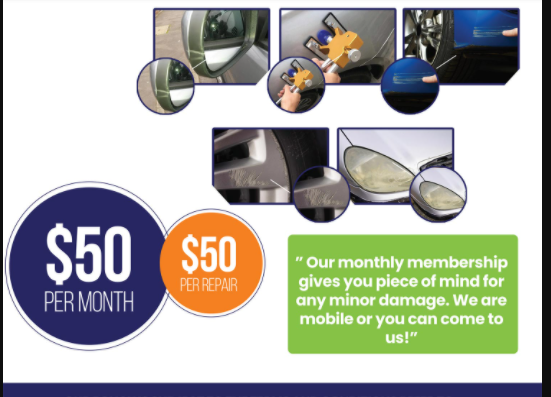 $50
PER MONTH
$50
PER REPAIR
” Our monthly membership
gives you piece of mind for
any minor damage. We are
mobile or you can come to
us!”